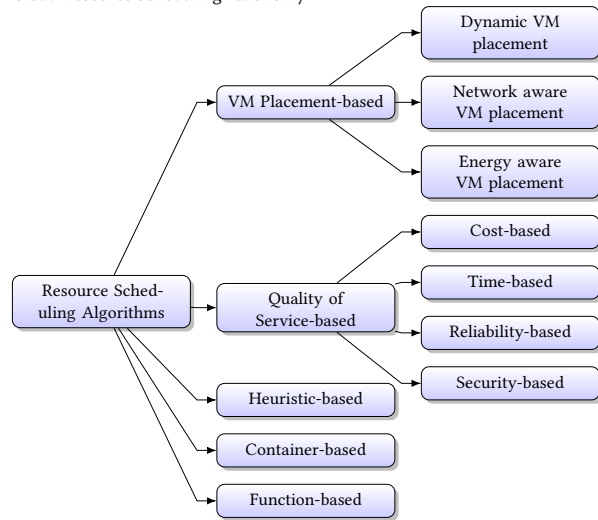 Dynamic VM
placement
VM Placement-based
Network aware
VM placement
Energy aware
VM placement
Cost-based
Resource Sched-
uling Algorithms
Quality of
Service-based
Time-based
Reliability-based
Security-based
Heuristic-based
Container-based
Function-based